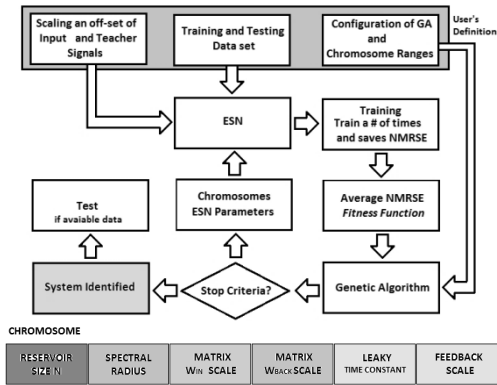 Scaling an off-set of
Input and Teacher
Signals
Training and Testing
Data set
Configuration of GA
and
Chromosome Ranges
User's
Definition
ESN
Training
Train a # of times
and saves NMRSE
Test
if avaiable data
Chromosomes
ESN Parameters
Average NMRSE
Fitness Function
System Identified
Stop Criteria?
Genetic Algorithm
CHROMOSOME
RESERVOIR
SIZE N
SPECTRAL
RADIUS
MATRIX
WIN SCALE
MATRIX
WBACK SCALE
LEAKY
TIME CONSTANT
FEEDBACK
SCALE